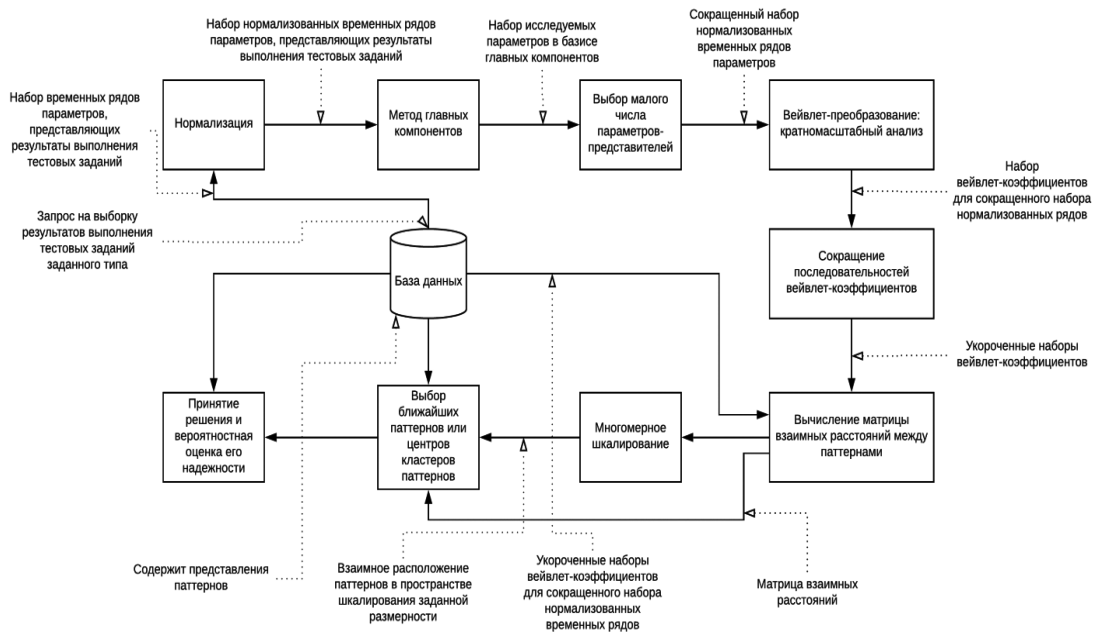 Набор нормализованных временных рядов
параметров, представляющих результаты
выполнения тестовых заданий
Набор исследуемых
параметров в базисе
главных компонентов
Сокращенный набор
нормализованных
временных рядов
параметров
Набор временных рядов
параметров,
представляющих
результаты выполнения
тестовых заданий
Нормализация
Метод главных
компонентов
Выбор малого
числа
параметров-
представителей
Вейвлет-преобразование:
кратномасштабный анализ
Набор
вейвлет-коэффициентов
для сокращенного набора
нормализованных рядов
Запрос на выборку
результатов выполнения
тестовых заданий
заданного типа
База данных
Сокращение
последовательностей
вейвлет-коэффициентов
Укороченные наборы
вейвлет-коэффициентов
Принятие
решения и
вероятностная
оценка его
надежности
Выбор
ближайших
паттернов или
центров
кластеров
паттернов
Многомерное
шкалирование
Вычисление матрицы
взаимных расстояний между
паттернами
Содержит представления
паттернов
Взаимное расположение
паттернов в пространстве
шкалирования заданной
размерности
Укороченные наборы
вейвлет-коэффициентов
для сокращенного набора
нормализованных
временных рядов
Матрица взаимных
расстояний